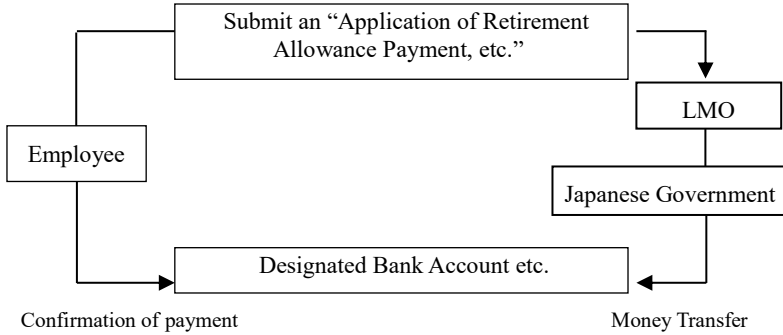 Submit an “Application of Retirement
Allowance Payment, etc.”
LMO
Employee
Japanese Government
Designated Bank Account etc.
Confirmation of payment
Money Transfer